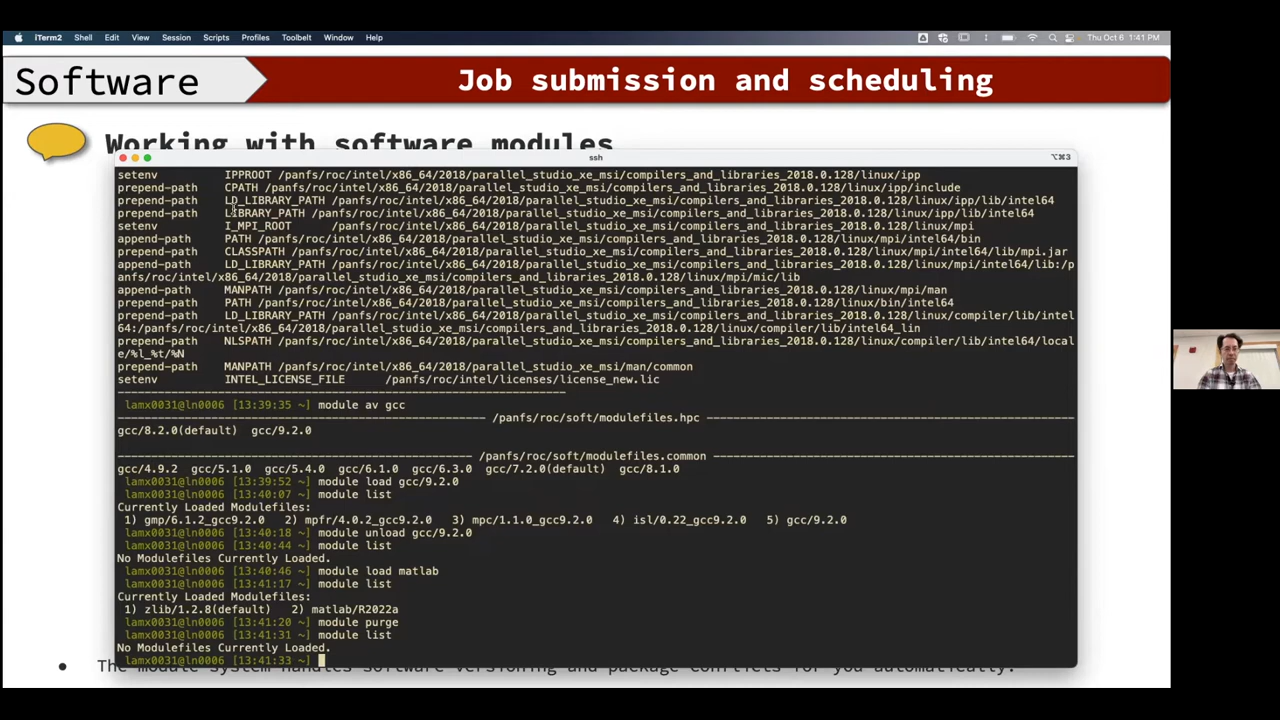 iTerm2 Shell Edit View Session Scripts Profiles Toolbelt Window Help Thu Oct 6 1:41 PM
Software Job submission and scheduling
Working with software modules
ssh ⌥⌘3
setenv IPPROOT /panfs/roc/intel/x86_64/2018/parallel_studio_xe_msi/compilers_and_libraries_2018.0.128/linux/ipp
prepend-path CPATH /panfs/roc/intel/x86_64/2018/parallel_studio_xe_msi/compilers_and_libraries_2018.0.128/linux/ipp/include
prepend-path LD_LIBRARY_PATH /panfs/roc/intel/x86_64/2018/parallel_studio_xe_msi/compilers_and_libraries_2018.0.128/linux/ipp/lib/intel64
prepend-path LIBRARY_PATH /panfs/roc/intel/x86_64/2018/parallel_studio_xe_msi/compilers_and_libraries_2018.0.128/linux/ipp/lib/intel64
setenv I_MPI_ROOT /panfs/roc/intel/x86_64/2018/parallel_studio_xe_msi/compilers_and_libraries_2018.0.128/linux/mpi
append-path PATH /panfs/roc/intel/x86_64/2018/parallel_studio_xe_msi/compilers_and_libraries_2018.0.128/linux/mpi/intel64/bin
prepend-path CLASSPATH /panfs/roc/intel/x86_64/2018/parallel_studio_xe_msi/compilers_and_libraries_2018.0.128/linux/mpi/intel64/lib/mpi.jar
append-path LD_LIBRARY_PATH /panfs/roc/intel/x86_64/2018/parallel_studio_xe_msi/compilers_and_libraries_2018.0.128/linux/mpi/intel64/lib:/p
anfs/roc/intel/x86_64/2018/parallel_studio_xe_msi/compilers_and_libraries_2018.0.128/linux/mpi/mic/lib
append-path MANPATH /panfs/roc/intel/x86_64/2018/parallel_studio_xe_msi/compilers_and_libraries_2018.0.128/linux/mpi/man
prepend-path PATH /panfs/roc/intel/x86_64/2018/parallel_studio_xe_msi/compilers_and_libraries_2018.0.128/linux/bin/intel64
prepend-path LD_LIBRARY_PATH /panfs/roc/intel/x86_64/2018/parallel_studio_xe_msi/compilers_and_libraries_2018.0.128/linux/compiler/lib/intel
64:/panfs/roc/intel/x86_64/2018/parallel_studio_xe_msi/compilers_and_libraries_2018.0.128/linux/compiler/lib/intel64_lin
prepend-path NLSPATH /panfs/roc/intel/x86_64/2018/parallel_studio_xe_msi/compilers_and_libraries_2018.0.128/linux/compiler/lib/intel64/local
e/%l_%t/%N
prepend-path MANPATH /panfs/roc/intel/x86_64/2018/parallel_studio_xe_msi/man/common
setenv INTEL_LICENSE_FILE /panfs/roc/intel/licenses/license_new.lic
lamx0031@ln0006 [13:39:35 ~] module av gcc
/panfs/roc/soft/modulefiles.hpc
gcc/8.2.0(default) gcc/9.2.0
/panfs/roc/soft/modulefiles.common
gcc/4.9.2 gcc/5.1.0 gcc/5.4.0 gcc/6.1.0 gcc/6.3.0 gcc/7.2.0(default) gcc/8.1.0
lamx0031@ln0006 [13:39:52 ~] module load gcc/9.2.0
lamx0031@ln0006 [13:40:07 ~] module list
Currently Loaded Modulefiles:
1) gmp/6.1.2_gcc9.2.0 2) mpfr/4.0.2_gcc9.2.0 3) mpc/1.1.0_gcc9.2.0 4) isl/0.22_gcc9.2.0 5) gcc/9.2.0
lamx0031@ln0006 [13:40:18 ~] module unload gcc/9.2.0
lamx0031@ln0006 [13:40:44 ~] module list
No Modulefiles Currently Loaded.
lamx0031@ln0006 [13:40:46 ~] module load matlab
lamx0031@ln0006 [13:41:17 ~] module list
Currently Loaded Modulefiles:
1) zlib/1.2.8(default) 2) matlab/R2022a
lamx0031@ln0006 [13:41:20 ~] module purge
lamx0031@ln0006 [13:41:31 ~] module list
No Modulefiles Currently Loaded.
lamx0031@ln0006 [13:41:33 ~]
• The module system handles software versioning and package conflicts for you automatically.